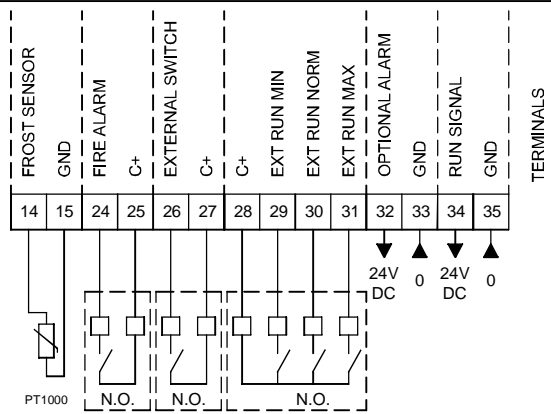 FROST SENSOR
GND
FIRE ALARM
C+
EXTERNAL SWITCH
C+
C+
EXT RUN MIN
EXT RUN NORM
EXT RUN MAX
OPTIONAL ALARM
GND
RUN SIGNAL
GND
TERMINALS
14 15 24 25 26 27 28 29 30 31 32 33 34 35
24V DC
0
24V DC
0
PT1000
N.O.
N.O.
N.O.